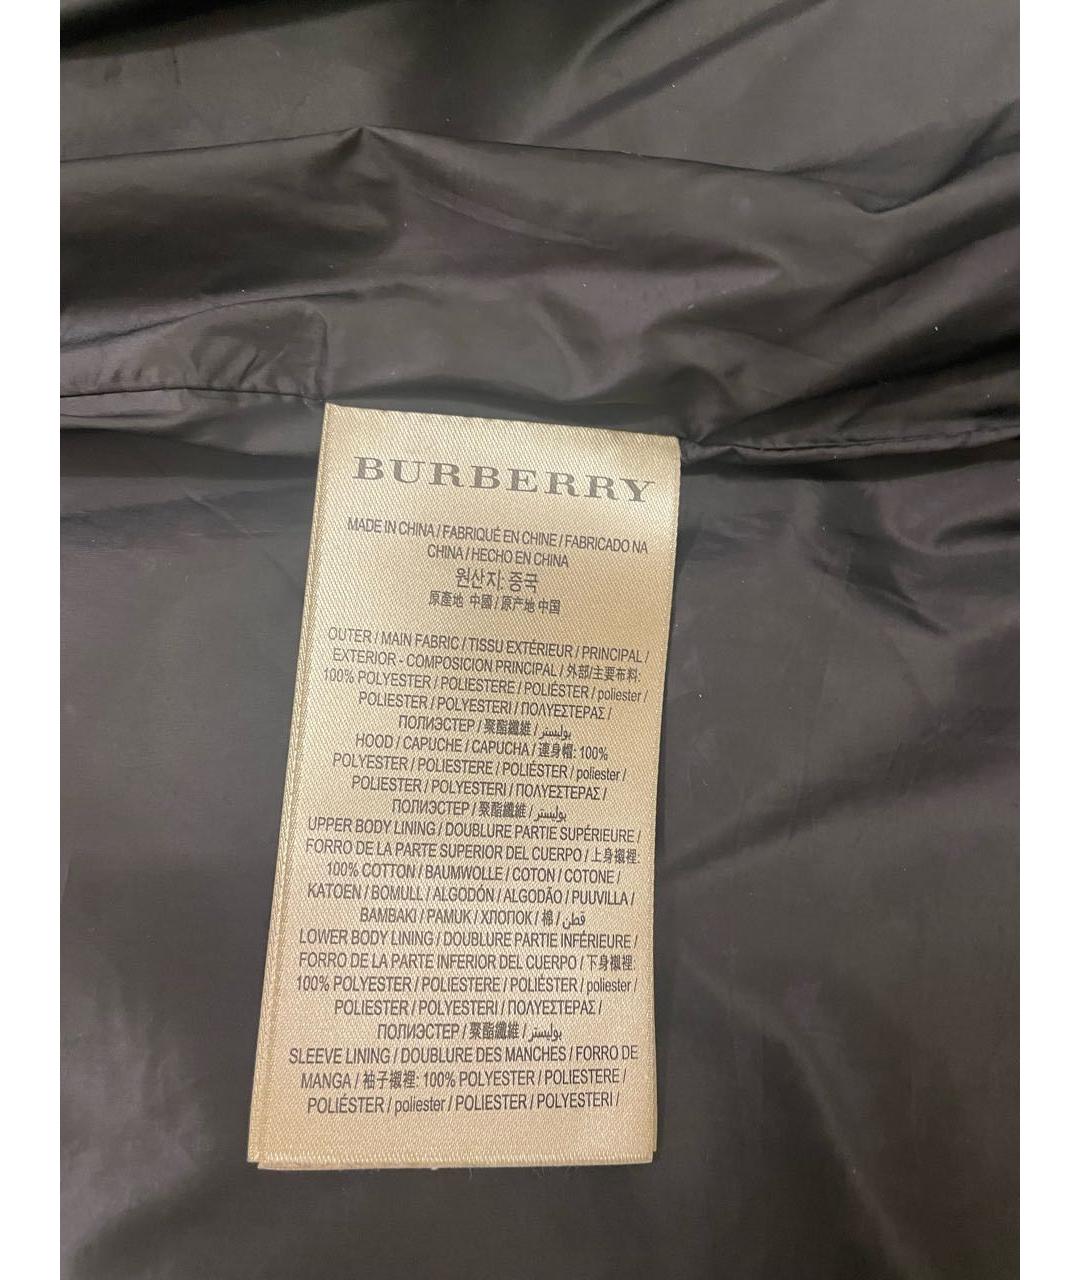 BURBERRY
MADE IN CHINA / FABRIQUÉ EN CHINE / FABRICADO NA
CHINA / HECHO EN CHINA
원산지: 중국
原產地 中國 / 原产地 中国
OUTER / MAIN FABRIC / TISSU EXTÉRIEUR / PRINCIPAL /
EXTERIOR - COMPOSICION PRINCIPAL / 外部/主要布料:
100% POLYESTER / POLIESTERE / POLIÉSTER / poliester /
POLIESTER / POLYESTERI / ΠΟΛΥΕΣΤΕΡΑΣ /
ПОЛИЭСТЕР / 聚酯纖維 / بوليستر
HOOD / CAPUCHE / CAPUCHA / 連身帽: 100%
POLYESTER / POLIESTERE / POLIÉSTER / poliester /
POLIESTER / POLYESTERI / ΠΟΛΥΕΣΤΕΡΑΣ /
ПОЛИЭСТЕР / 聚酯纖維 / بوليستر
UPPER BODY LINING / DOUBLURE PARTIE SUPÉRIEURE /
FORRO DE LA PARTE SUPERIOR DEL CUERPO / 上身襯裡:
100% COTTON / BAUMWOLLE / COTON / COTONE /
KATOEN / BOMULL / ALGODÓN / ALGODÃO / PUUVILLA /
BAMBAKI / PAMUK / ХЛОПОК / 棉 / قطن
LOWER BODY LINING / DOUBLURE PARTIE INFÉRIEURE /
FORRO DE LA PARTE INFERIOR DEL CUERPO / 下身襯裡:
100% POLYESTER / POLIESTERE / POLIÉSTER / poliester /
POLIESTER / POLYESTERI / ΠΟΛΥΕΣΤΕΡΑΣ /
ПОЛИЭСТЕР / 聚酯纖維 / بوليستر
SLEEVE LINING / DOUBLURE DES MANCHES / FORRO DE
MANGA / 袖子襯裡: 100% POLYESTER / POLIESTERE /
POLIÉSTER / poliester / POLIESTER / POLYESTERI /